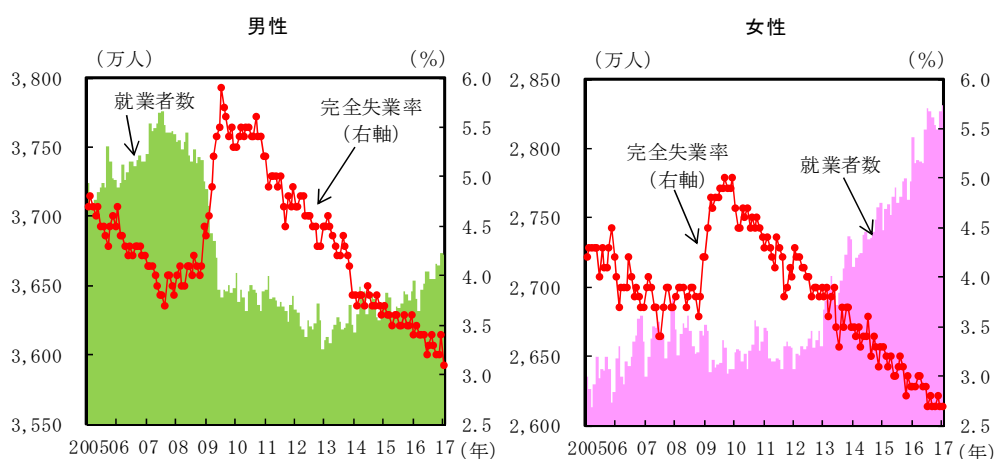 男性
（万人）
（％）
3,800
3,750
3,700
3,650
3,600
3,550
6.0
5.5
5.0
4.5
4.0
3.5
3.0
2.5
就業者数
完全失業率
（右軸）
2005 06 07 08 09 10 11 12 13 14 15 16 17
（年）
女性
（万人）
（％）
2,850
2,800
2,750
2,700
2,650
2,600
6.0
5.5
5.0
4.5
4.0
3.5
3.0
2.5
完全失業率
（右軸）
就業者数
2005 06 07 08 09 10 11 12 13 14 15 16 17
（年）